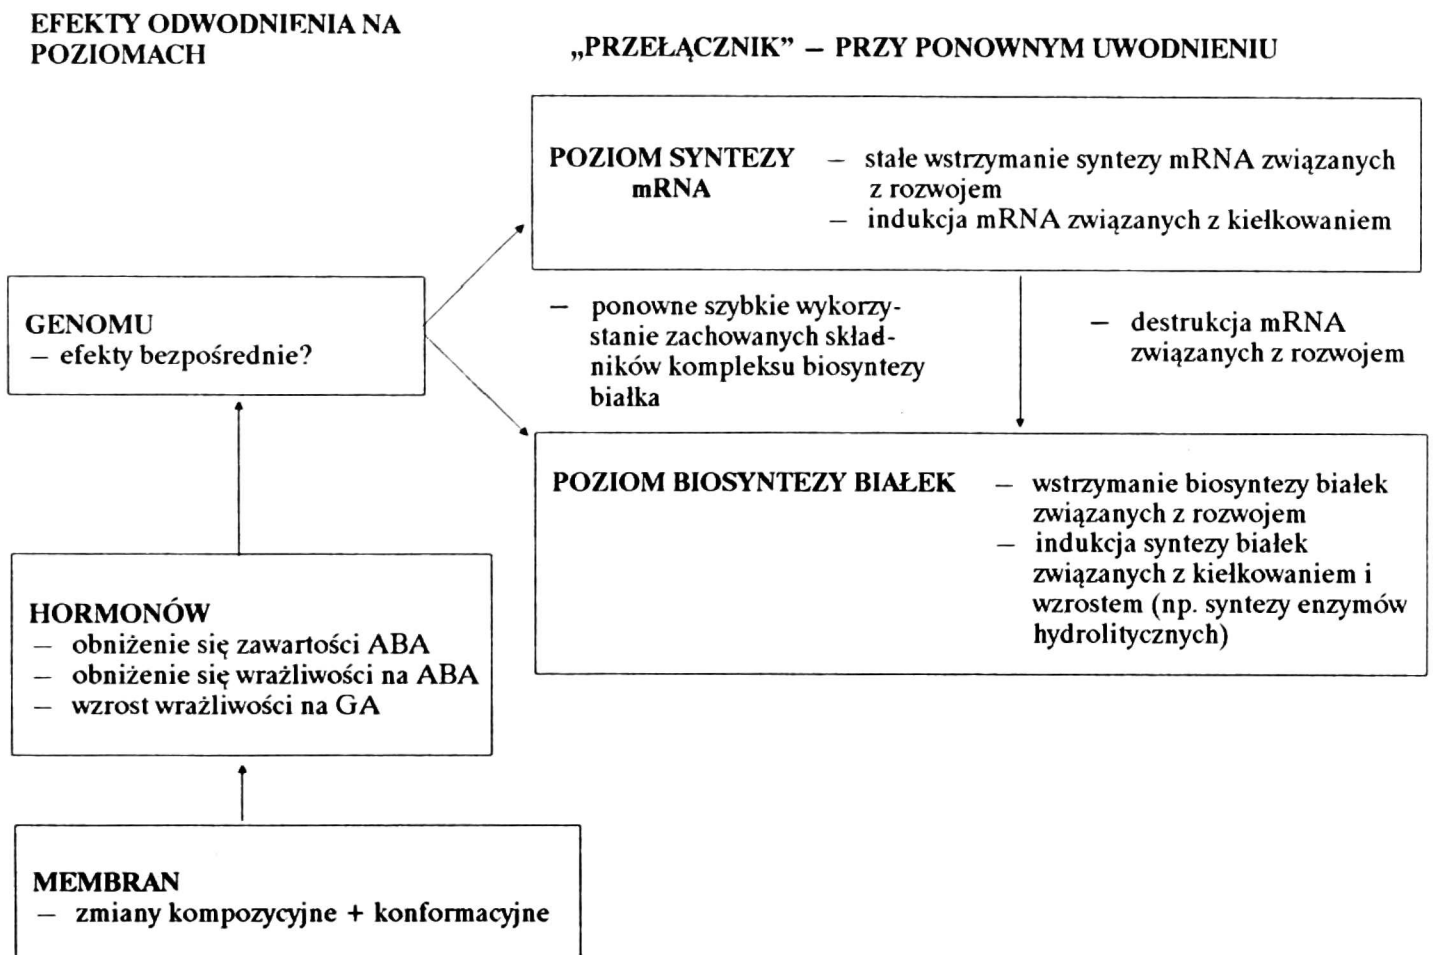 EFEKTY ODWODNIENIA NA
POZIOMACH
„PRZEŁĄCZNIK” – PRZY PONOWNYM UWODNIENIU
POZIOM SYNTEZY
mRNA
– stałe wstrzymanie syntezy mRNA związanych
z rozwojem
– indukcja mRNA związanych z kiełkowaniem
GENOMU
– efekty bezpośrednie?
– ponowne szybkie wykorzy-
stanie zachowanych skład-
ników kompleksu biosyntezy
białka
– destrukcja mRNA
związanych z rozwojem
POZIOM BIOSYNTEZY BIAŁEK
– wstrzymanie biosyntezy białek
związanych z rozwojem
– indukcja syntezy białek
związanych z kiełkowaniem i
wzrostem (np. syntezy enzymów
hydrolitycznych)
HORMONÓW
– obniżenie się zawartości ABA
– obniżenie się wrażliwości na ABA
– wzrost wrażliwości na GA
MEMBRAN
– zmiany kompozycyjne + konformacyjne